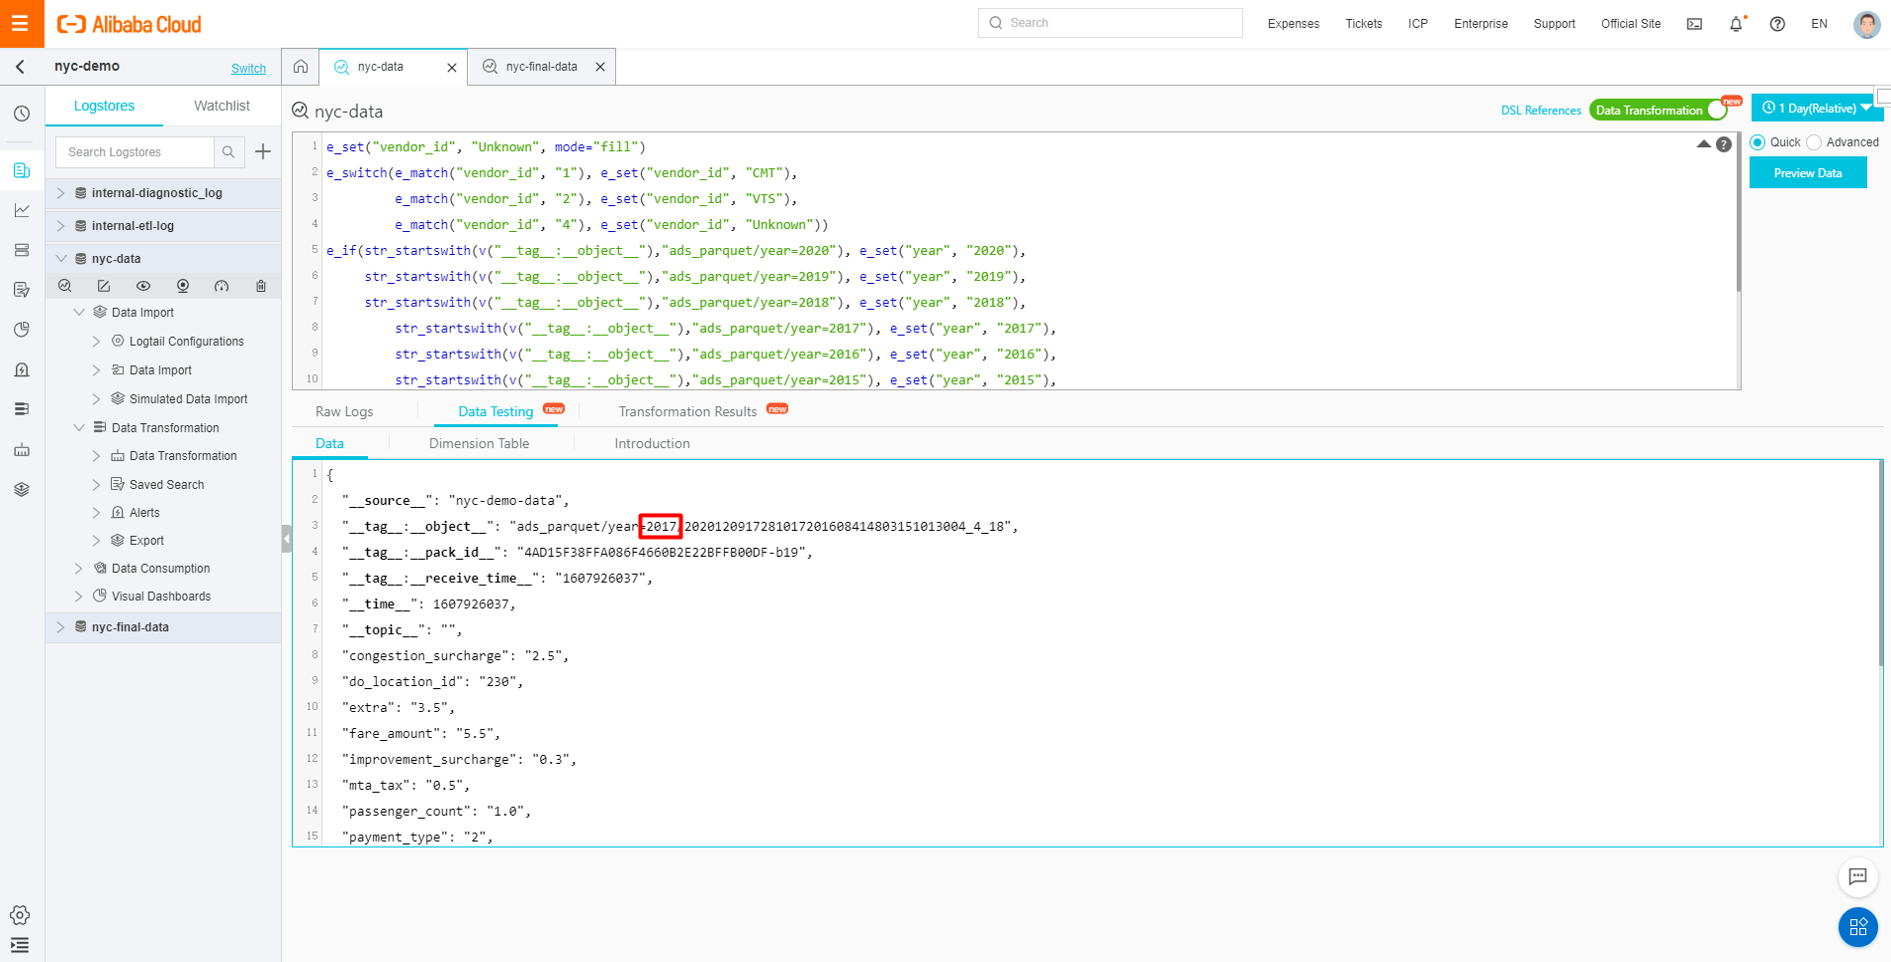 Alibaba Cloud
Search
Expenses Tickets ICP Enterprise Support Official Site EN
nyc-demo Switch
nyc-data
nyc-final-data
Logstores Watchlist
Search Logstores
internal-diagnostic_log
internal-etl-log
nyc-data
Data Import
Logtail Configurations
Data Import
Simulated Data Import
Data Transformation
Data Transformation
Saved Search
Alerts
Export
Data Consumption
Visual Dashboards
nyc-final-data
nyc-data
DSL References Data Transformation new 1 Day(Relative)
Quick Advanced
Preview Data
1 e_set("vendor_id", "Unknown", mode="fill")
2 e_switch(e_match("vendor_id", "1"), e_set("vendor_id", "CMT"),
3 e_match("vendor_id", "2"), e_set("vendor_id", "VTS"),
4 e_match("vendor_id", "4"), e_set("vendor_id", "Unknown"))
5 e_if(str_startswith(v("__tag__:__object__"),"ads_parquet/year=2020"), e_set("year", "2020"),
6 str_startswith(v("__tag__:__object__"),"ads_parquet/year=2019"), e_set("year", "2019"),
7 str_startswith(v("__tag__:__object__"),"ads_parquet/year=2018"), e_set("year", "2018"),
8 str_startswith(v("__tag__:__object__"),"ads_parquet/year=2017"), e_set("year", "2017"),
9 str_startswith(v("__tag__:__object__"),"ads_parquet/year=2016"), e_set("year", "2016"),
10 str_startswith(v("__tag__:__object__"),"ads_parquet/year=2015"), e_set("year", "2015"),
Raw Logs Data Testing new Transformation Results new
Data Dimension Table Introduction
1 {
2 "__source__": "nyc-demo-data",
3 "__tag__:__object__": "ads_parquet/year=2017/20201209172810172016084148031510130​04_4_18",
4 "__tag__:__pack_id__": "4AD15F38FFA086F4660B2E22BFFB00DF-b19",
5 "__tag__:__receive_time__": "1607926037",
6 "__time__": 1607926037,
7 "__topic__": "",
8 "congestion_surcharge": "2.5",
9 "do_location_id": "230",
10 "extra": "3.5",
11 "fare_amount": "5.5",
12 "improvement_surcharge": "0.3",
13 "mta_tax": "0.5",
14 "passenger_count": "1.0",
15 "payment_type": "2",